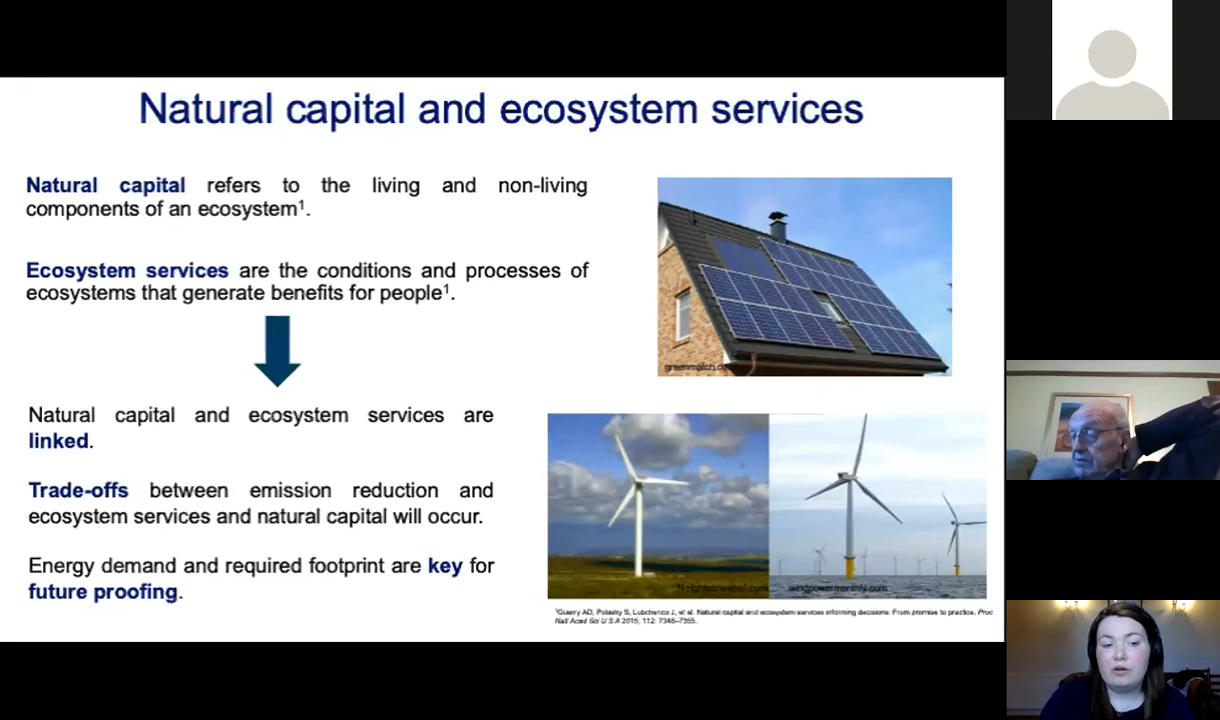 Natural capital and ecosystem services
Natural capital refers to the living and non-living
components of an ecosystem¹.
Ecosystem services are the conditions and processes of
ecosystems that generate benefits for people¹.
Natural capital and ecosystem services are
linked.
Trade-offs between emission reduction and
ecosystem services and natural capital will occur.
Energy demand and required footprint are key for
future proofing.
windpowermonthly.com
¹Guerry AD, Polasky S, Lubchenco J, et al. Natural capital and ecosystem services informing decisions: From promise to practice. Proc
Natl Acad Sci U S A 2015; 112: 7348–7355.